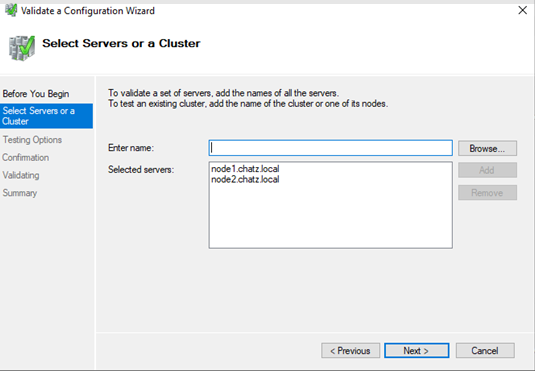 Validate a Configuration Wizard
Select Servers or a Cluster
Before You Begin
Select Servers or a
Cluster
Testing Options
Confirmation
Validating
Summary
To validate a set of servers, add the names of all the servers.
To test an existing cluster, add the name of the cluster or one of its nodes.
Enter name:
Browse...
Selected servers:
node1.chatz.local
node2.chatz.local
Add
Remove
< Previous
Next >
Cancel